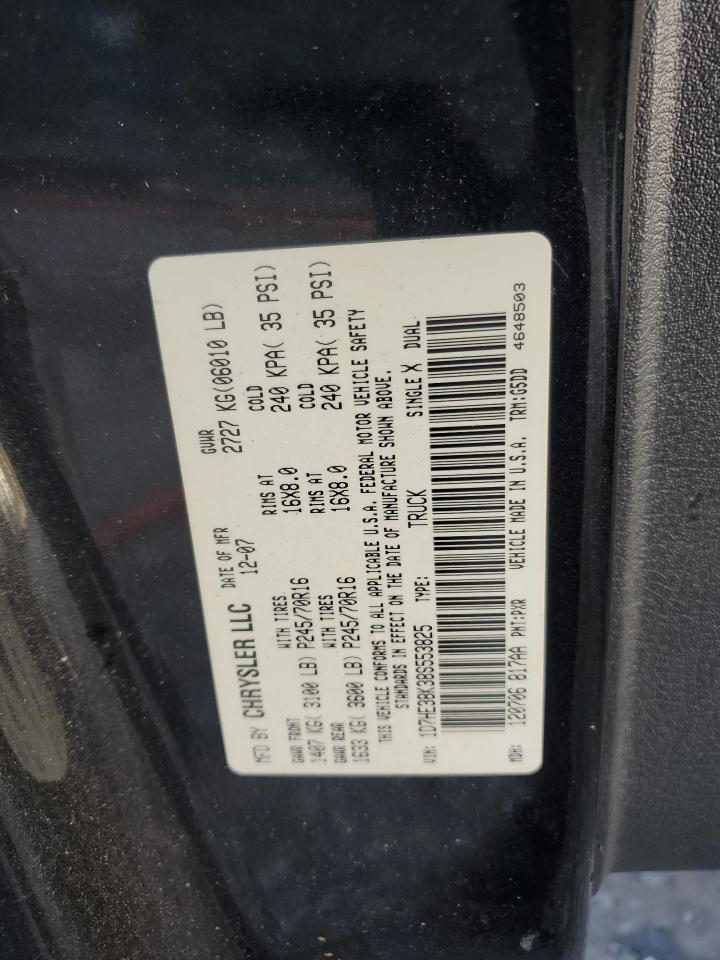 MFD BY CHRYSLER LLC DATE OF MFR 12-07 GVWR 2727 KG(06010 LB)
GAWR FRONT WITH TIRES RIMS AT COLD
1407 KG( 3100 LB) P245/70R16 16X8.0 240 KPA( 35 PSI)
GAWR REAR WITH TIRES RIMS AT COLD
1633 KG( 3600 LB) P245/70R16 16X8.0 240 KPA( 35 PSI)
THIS VEHICLE CONFORMS TO ALL APPLICABLE U.S.A. FEDERAL MOTOR VEHICLE SAFETY
STANDARDS IN EFFECT ON THE DATE OF MANUFACTURE SHOWN ABOVE.
VIN: 1D7HE38K38S553825 TYPE: TRUCK SINGLE X DUAL
MDH: 120706 817AA PNT:PXR VEHICLE MADE IN U.S.A. TRM:G5DD 4648503